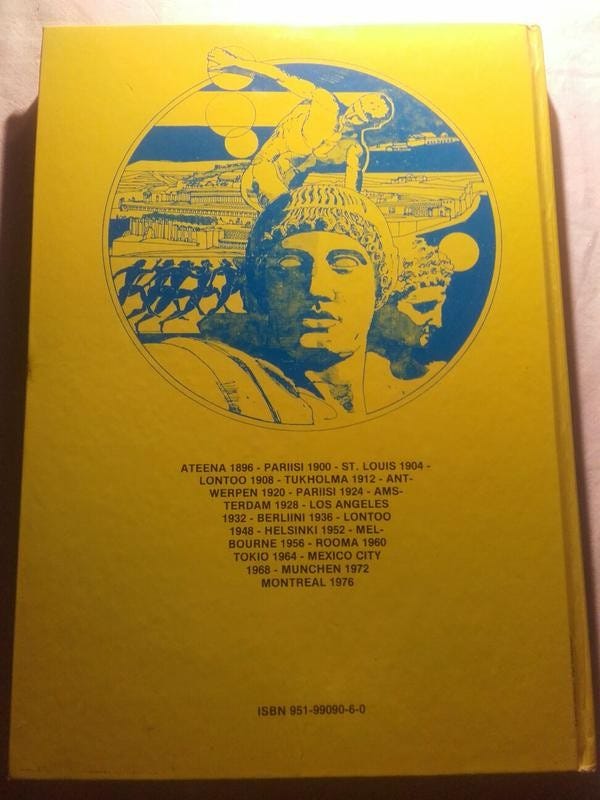 ATEENA 1896 - PARIISI 1900 - ST. LOUIS 1904 -
LONTOO 1908 - TUKHOLMA 1912 - ANT-
WERPEN 1920 - PARIISI 1924 - AMS-
TERDAM 1928 - LOS ANGELES
1932 - BERLIINI 1936 - LONTOO
1948 - HELSINKI 1952 - MEL-
BOURNE 1956 - ROOMA 1960
TOKIO 1964 - MEXICO CITY
1968 - MUNCHEN 1972
MONTREAL 1976
ISBN 951-99090-6-0